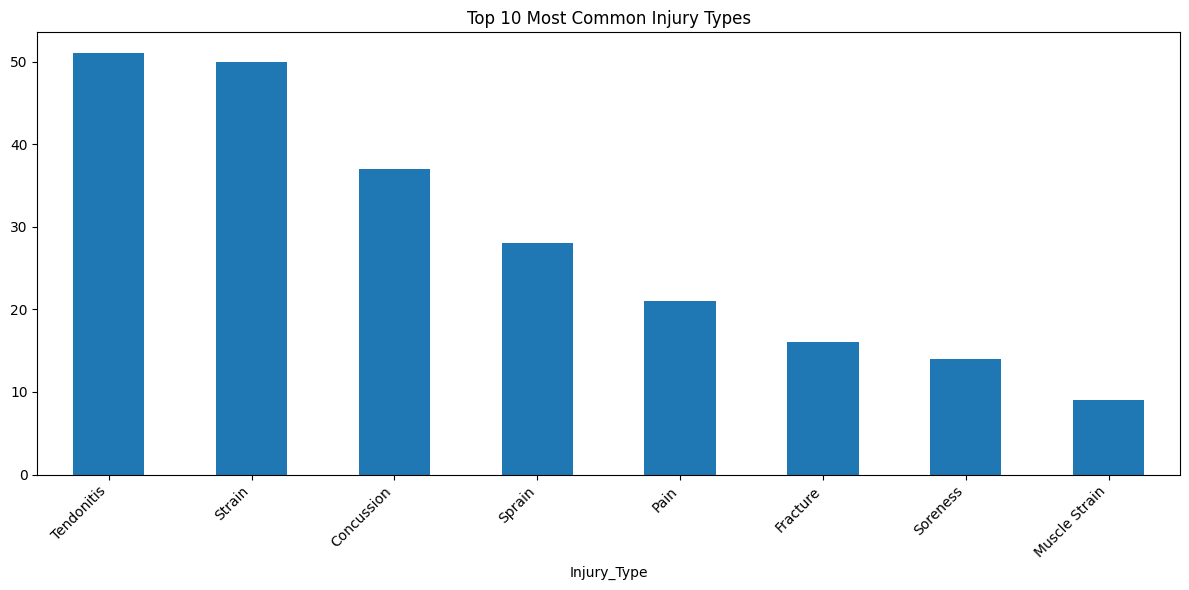 Top 10 Most Common Injury Types
50
40
30
20
10
0
Tendonitis
Strain
Concussion
Sprain
Pain
Fracture
Soreness
Muscle Strain
Injury_Type